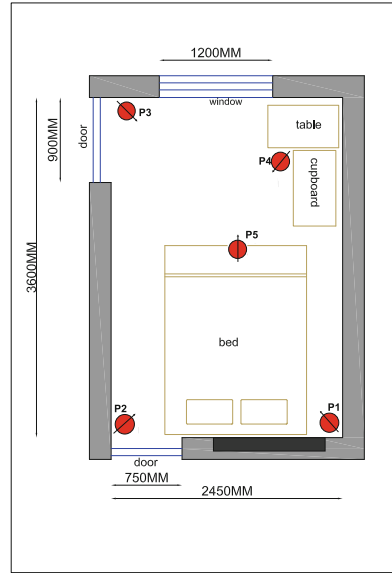 1200MM
window
P3
door
900MM
table
P4
cupboard
P5
3600MM
bed
P2
P1
door
750MM
2450MM